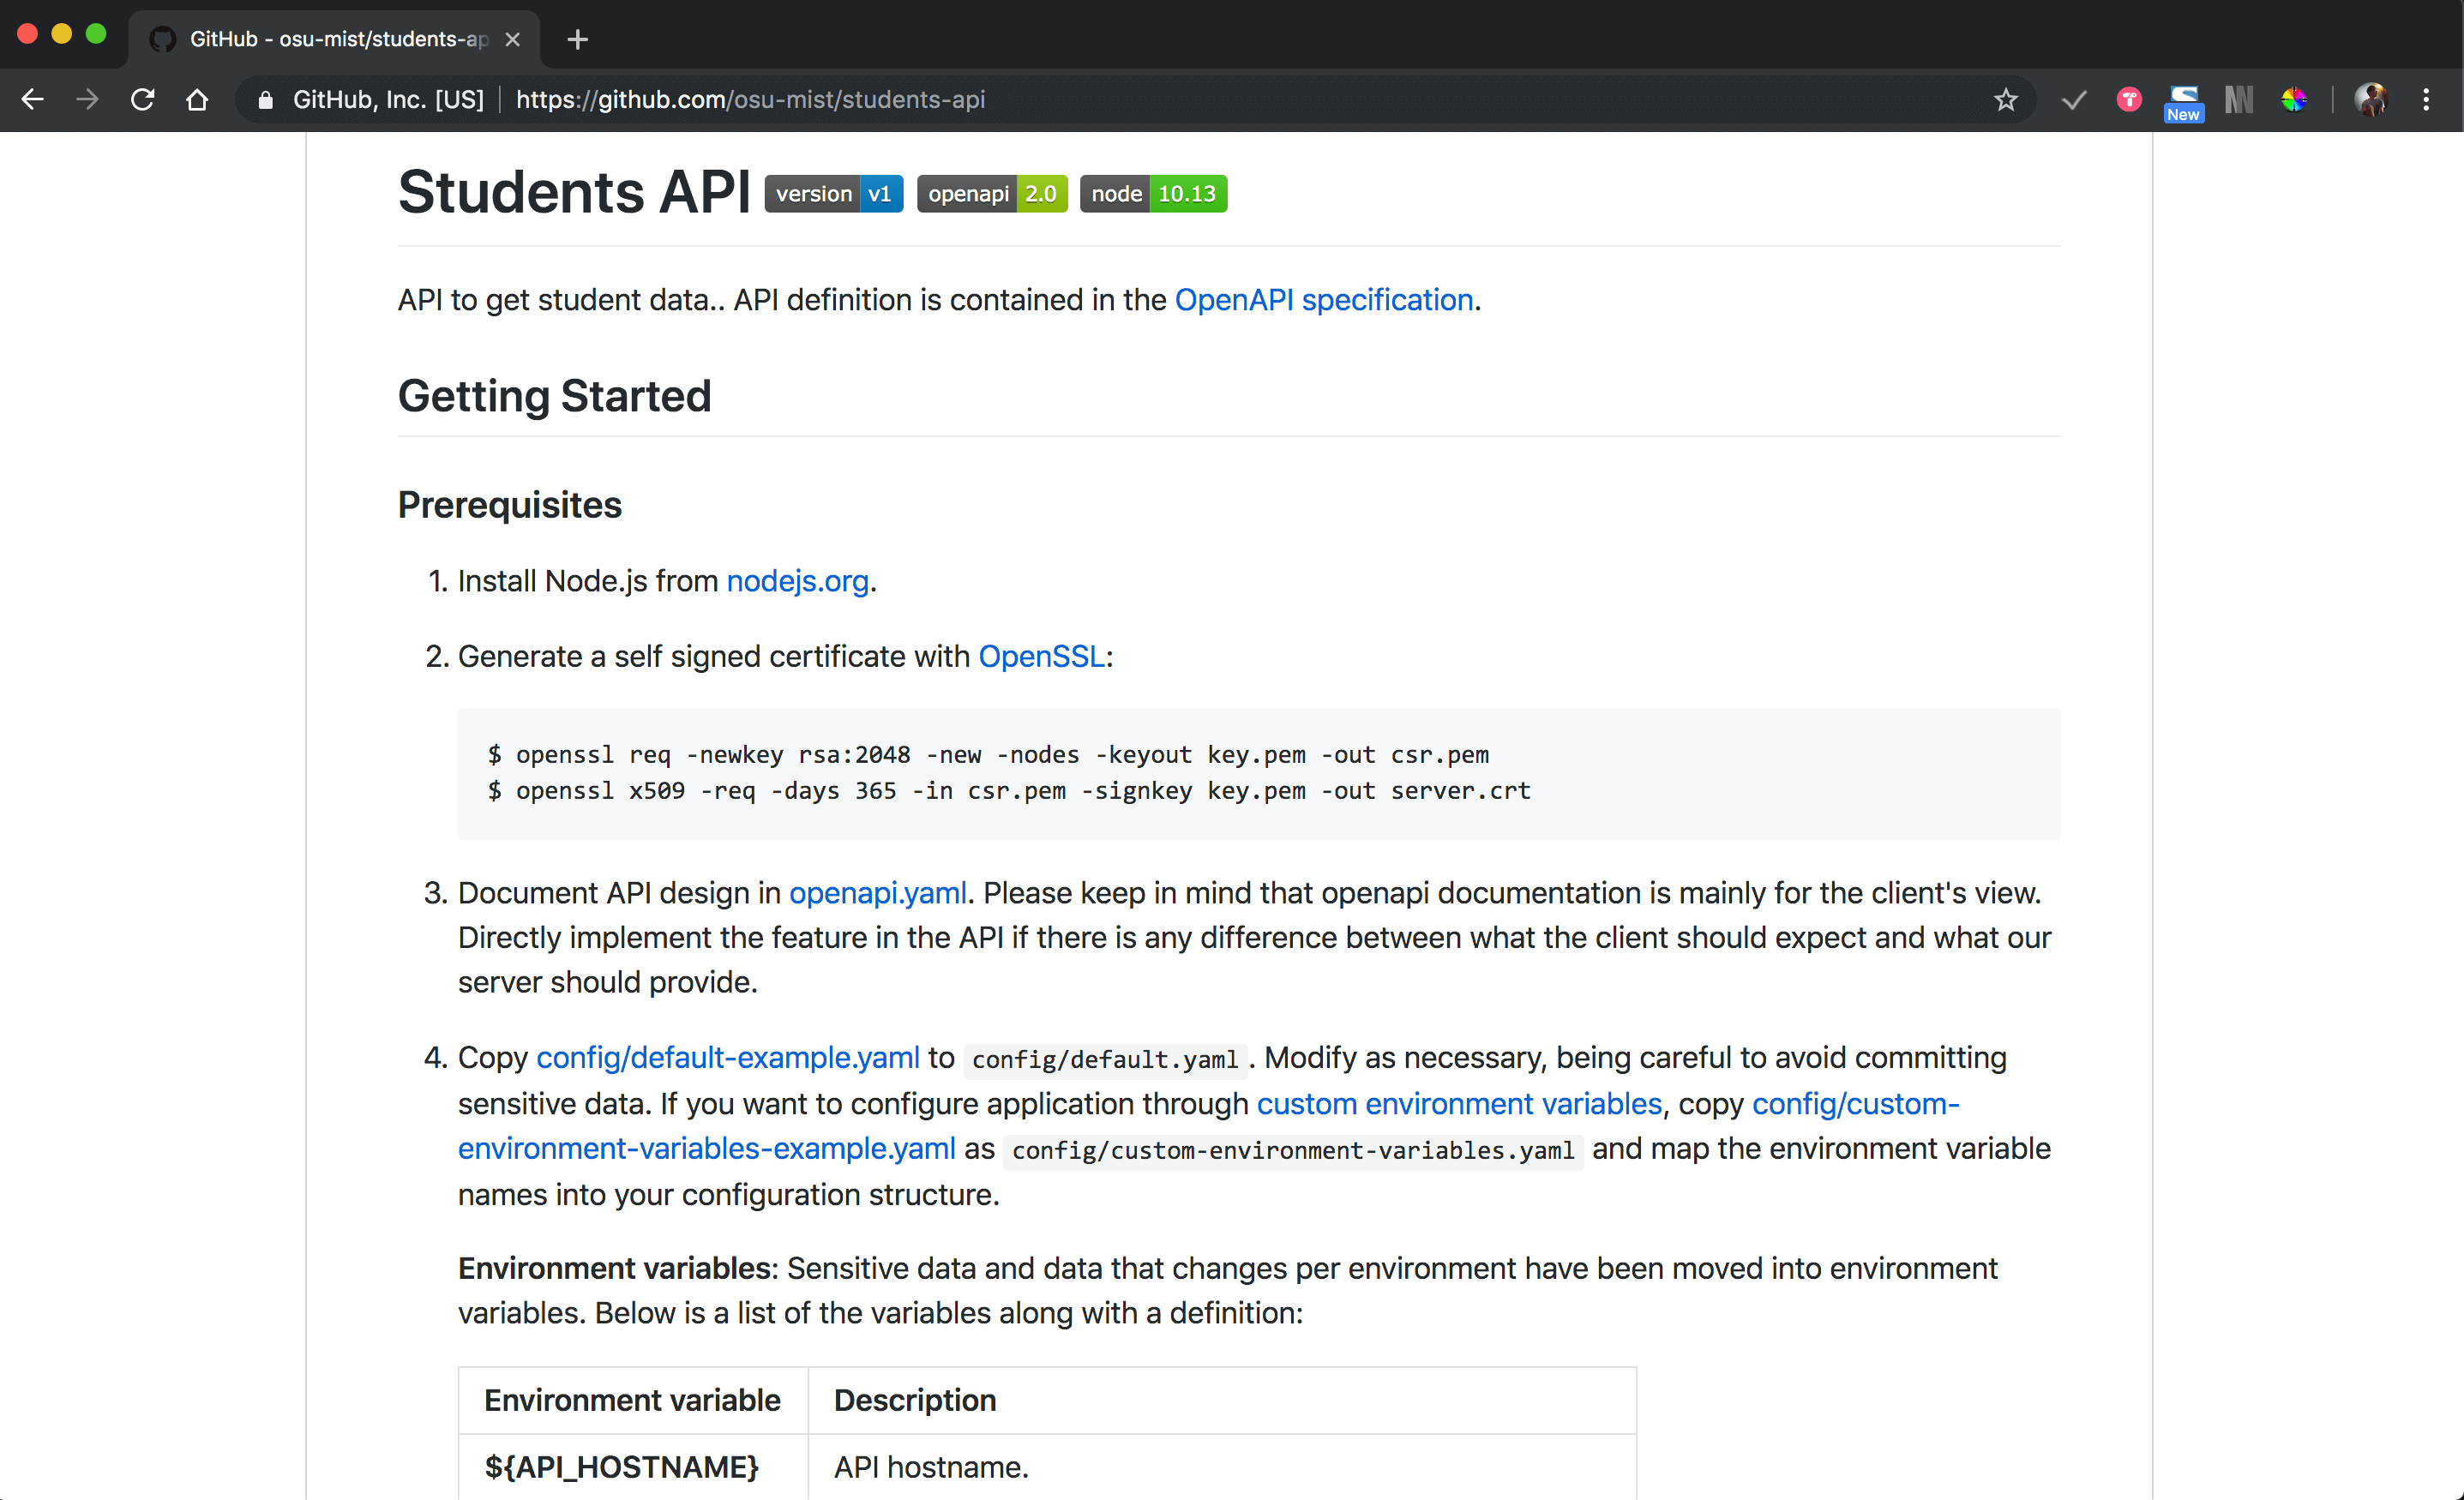 GitHub - osu-mist/students-ap
GitHub, Inc. [US] https://github.com/osu-mist/students-api
New
Students API version v1 openapi 2.0 node 10.13
API to get student data.. API definition is contained in the OpenAPI specification.
Getting Started
Prerequisites
1. Install Node.js from nodejs.org.
2. Generate a self signed certificate with OpenSSL:
$ openssl req -newkey rsa:2048 -new -nodes -keyout key.pem -out csr.pem
$ openssl x509 -req -days 365 -in csr.pem -signkey key.pem -out server.crt
3. Document API design in openapi.yaml. Please keep in mind that openapi documentation is mainly for the client's view.
Directly implement the feature in the API if there is any difference between what the client should expect and what our
server should provide.
4. Copy config/default-example.yaml to config/default.yaml. Modify as necessary, being careful to avoid committing
sensitive data. If you want to configure application through custom environment variables, copy config/custom-
environment-variables-example.yaml as config/custom-environment-variables.yaml and map the environment variable
names into your configuration structure.
Environment variables: Sensitive data and data that changes per environment have been moved into environment
variables. Below is a list of the variables along with a definition:
Environment variable Description
${API_HOSTNAME} API hostname.